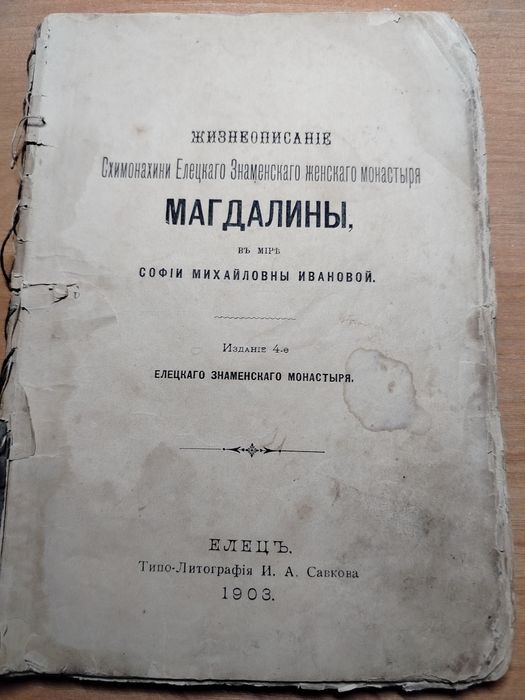 ЖИЗНЕОПИСАНІЕ
Схимонахини Елецкаго Знаменскаго женскаго монастыря
МАГДАЛИНЫ,
ВЪ МІРѢ
СОФІИ МИХАЙЛОВНЫ ИВАНОВОЙ.
Изданіе 4-е
ЕЛЕЦКАГО ЗНАМЕНСКАГО МОНАСТЫРЯ.
ЕЛЕЦЪ.
Типо-Литографія И. А. Савкова
1903.